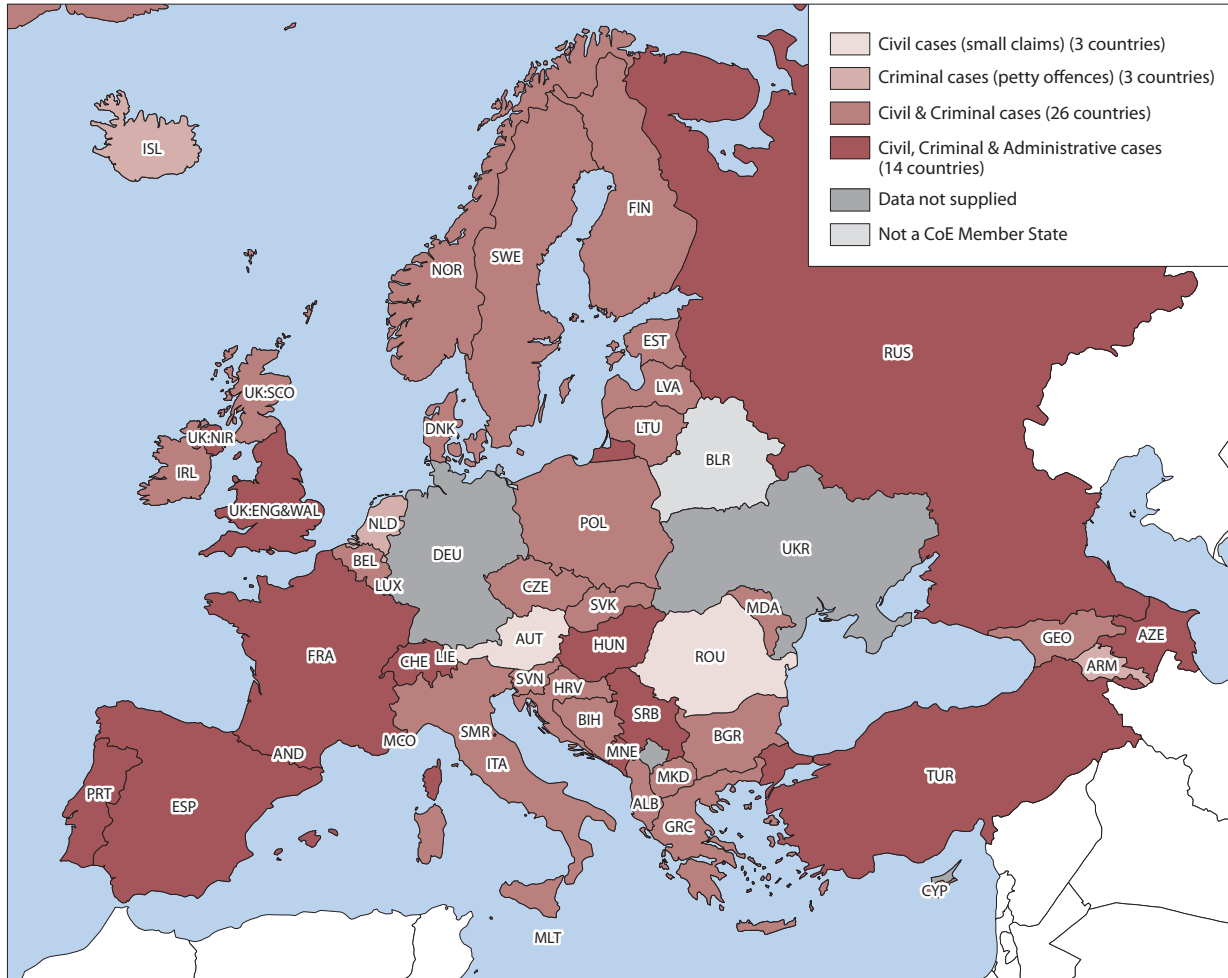 Civil cases (small claims) (3 countries)
Criminal cases (petty offences) (3 countries)
Civil & Criminal cases (26 countries)
Civil, Criminal & Administrative cases
(14 countries)
Data not supplied
Not a CoE Member State
ISL
FIN
SWE
NOR
EST
RUS
LVA
UK:SCO
LTU
DNK
UK:NIR
BLR
IRL
UK:ENG&WAL
NLD
POL
DEU
UKR
BEL
LUX
CZE
SVK
MDA
AUT
GEO
AZE
HUN
FRA
LIE
ROU
CHE
ARM
SVN
HRV
SRB
BIH
SMR
BGR
MCO
MNE
AND
ITA
MKD
TUR
PRT
ESP
ALB
GRC
CYP
MLT